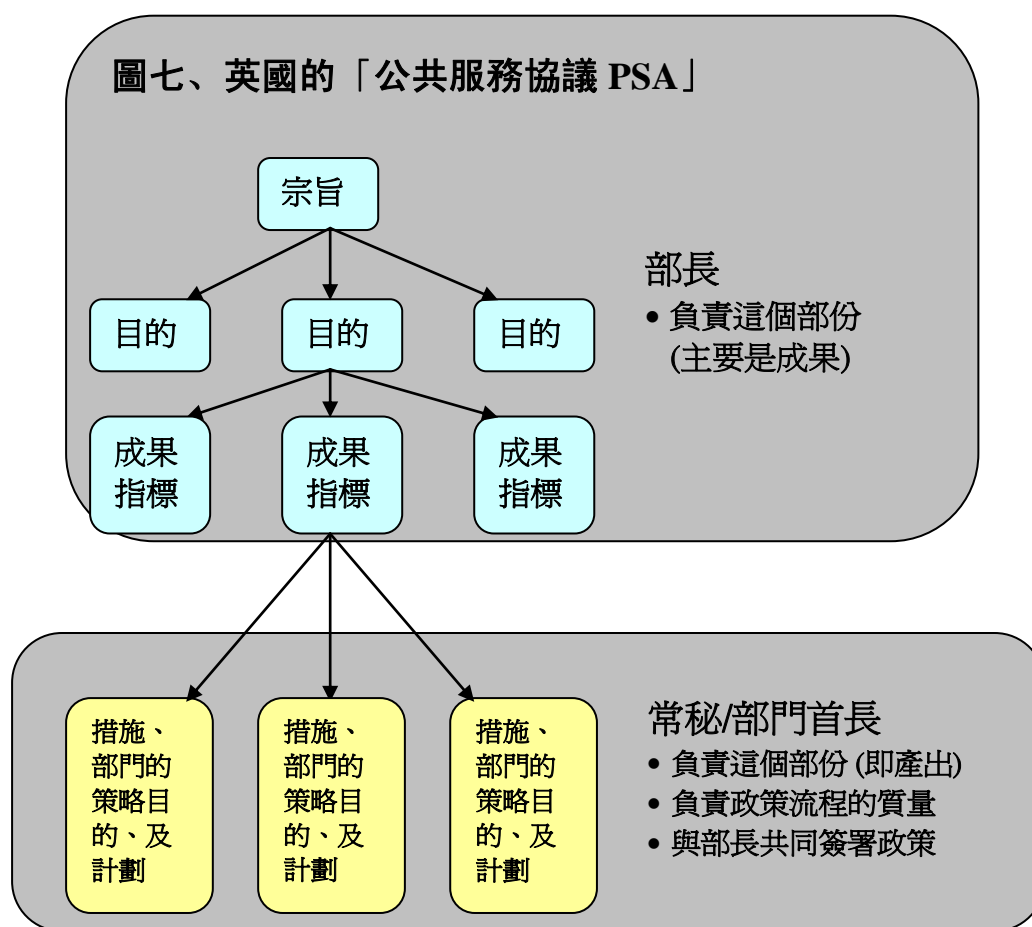 圖七、英國的「公共服務協議 PSA」
宗旨
目的
目的
目的
部長
• 負責這個部份
(主要是成果)
成果
指標
成果
指標
成果
指標
措施、
部門的
策略目
的、及
計劃
措施、
部門的
策略目
的、及
計劃
措施、
部門的
策略目
的、及
計劃
常秘/部門首長
• 負責這個部份 (即產出)
• 負責政策流程的質量
• 與部長共同簽署政策